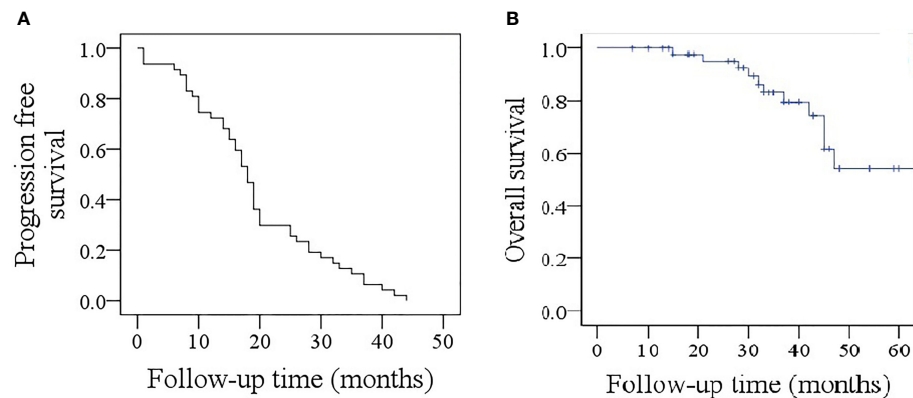 A
Progression free
survival
1.0
0.8
0.6
0.4
0.2
0.0
0 10 20 30 40 50
Follow-up time (months)
B
Overall survival
1.0
0.8
0.6
0.4
0.2
0.0
0 10 20 30 40 50 60
Follow-up time (months)